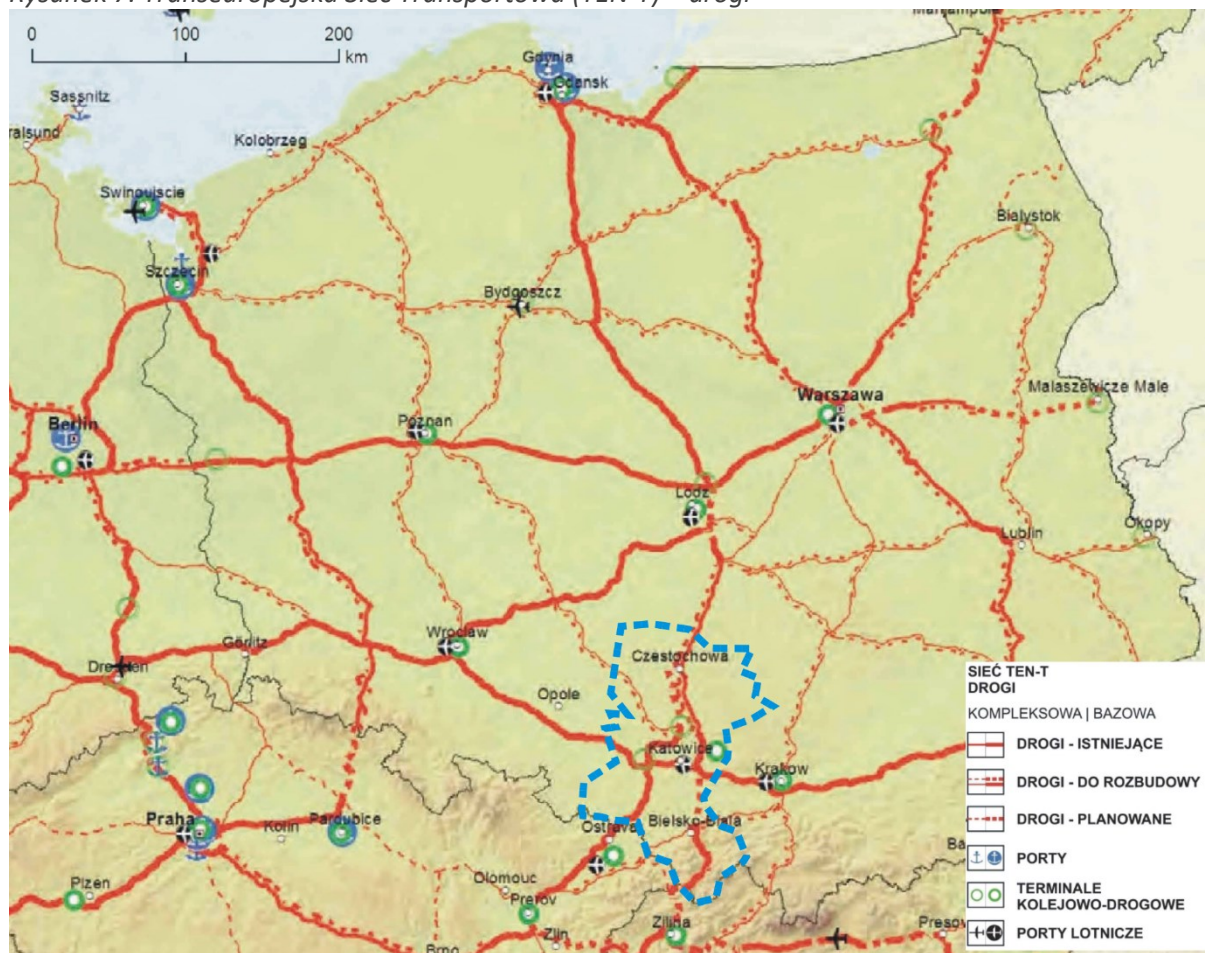 Rysunek 7. Transeuropejska Sieć Transportowa (TEN-T) – drogi
0 100 200
km
Gdynia
Gdansk
Sassnitz
ralsund
Kolobrzeg
Swinoujscie
Bialystok
Szczecin
Bydgoszcz
Malaszewicze Male
Warszawa
Berlin
Poznan
Lodz
Okopy
Lublin
Wroclaw
Görlitz
Czestochowa
Dresden
Opole
Katowice
Krakow
Praha
Kolin
Pardubice
Ostrava
Bielsko-Biala
Plzen
Olomouc
Prerov
Zilina
Zlin
Brno
Ba
Presov
SIEĆ TEN-T
DROGI
KOMPLEKSOWA | BAZOWA
DROGI - ISTNIEJĄCE
DROGI - DO ROZBUDOWY
DROGI - PLANOWANE
PORTY
TERMINALE
KOLEJOWO-DROGOWE
PORTY LOTNICZE